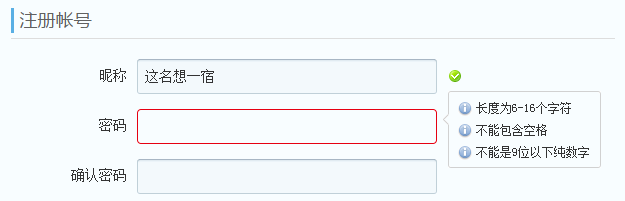 注册帐号
昵称 这名想一宿
密码
长度为6-16个字符
不能包含空格
不能是9位以下纯数字
确认密码